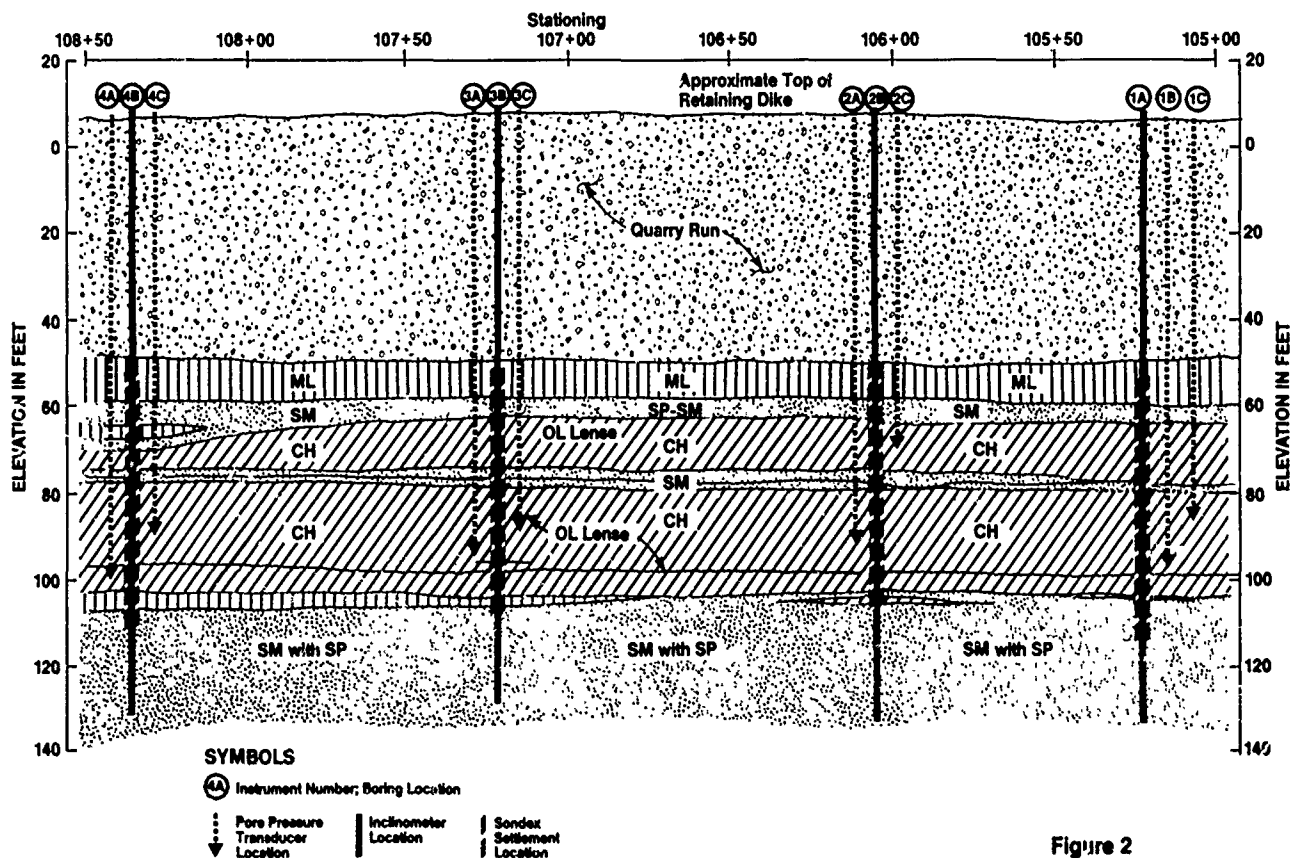 Stationing
108+50 108+00 107+50 107+00 106+50 106+00 105+50 105+00
20 20
4A 4B 4C 3A 3B 3C Approximate Top of 2A 2B 2C 1A 1B 1C
Retaining Dike
0 0
20 Quarry Run 20
40 40
ML ML ML
60 SM SP-SM SM 60
OL Lense
CH CH CH
SM
80 80
CH CH CH
OL Lense
100 100
SM with SP SM with SP SM with SP
120 120
140 140
ELEVATION IN FEET
ELEVATION IN FEET
SYMBOLS
4A Instrument Number; Boring Location
Pore Pressure
Transducer
Location
Inclinometer
Location
Sondex
Settlement
Location
Figure 2